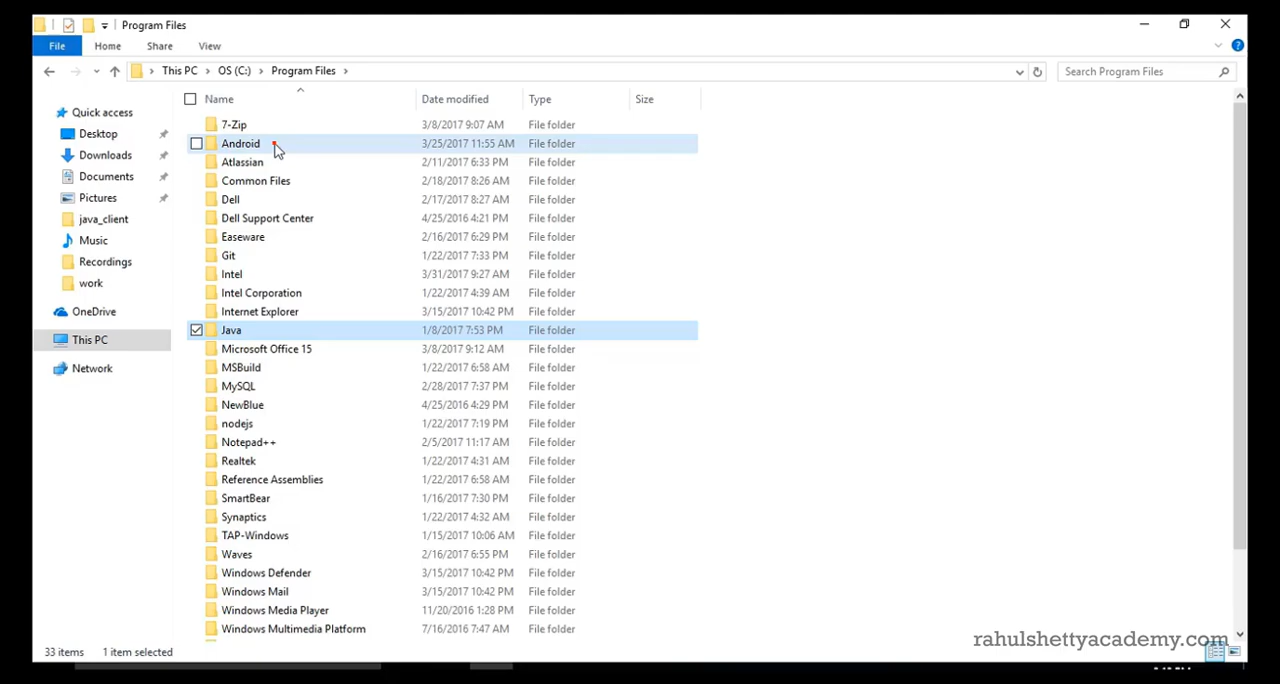 Program Files
File Home Share View
This PC OS (C:) Program Files Search Program Files
Name Date modified Type Size
Quick access
Desktop
Downloads
Documents
Pictures
java_client
Music
Recordings
work
OneDrive
This PC
Network
7-Zip 3/8/2017 9:07 AM File folder
Android 3/25/2017 11:55 AM File folder
Atlassian 2/11/2017 6:33 PM File folder
Common Files 2/18/2017 8:26 AM File folder
Dell 2/17/2017 8:27 AM File folder
Dell Support Center 4/25/2016 4:21 PM File folder
Easeware 2/16/2017 6:29 PM File folder
Git 1/22/2017 7:33 PM File folder
Intel 3/31/2017 9:27 AM File folder
Intel Corporation 1/22/2017 4:39 AM File folder
Internet Explorer 3/15/2017 10:42 PM File folder
Java 1/8/2017 7:53 PM File folder
Microsoft Office 15 3/8/2017 9:12 AM File folder
MSBuild 1/22/2017 6:58 AM File folder
MySQL 2/28/2017 7:37 PM File folder
NewBlue 4/25/2016 4:29 PM File folder
nodejs 1/22/2017 7:19 PM File folder
Notepad++ 2/5/2017 11:17 AM File folder
Realtek 1/22/2017 4:31 AM File folder
Reference Assemblies 1/22/2017 6:58 AM File folder
SmartBear 1/16/2017 7:30 PM File folder
Synaptics 1/22/2017 4:32 AM File folder
TAP-Windows 1/15/2017 10:06 AM File folder
Waves 2/16/2017 6:55 PM File folder
Windows Defender 3/15/2017 10:42 PM File folder
Windows Mail 3/15/2017 10:42 PM File folder
Windows Media Player 11/20/2016 1:28 PM File folder
Windows Multimedia Platform 7/16/2016 7:47 AM File folder
rahulshettyacademy.com
33 items 1 item selected